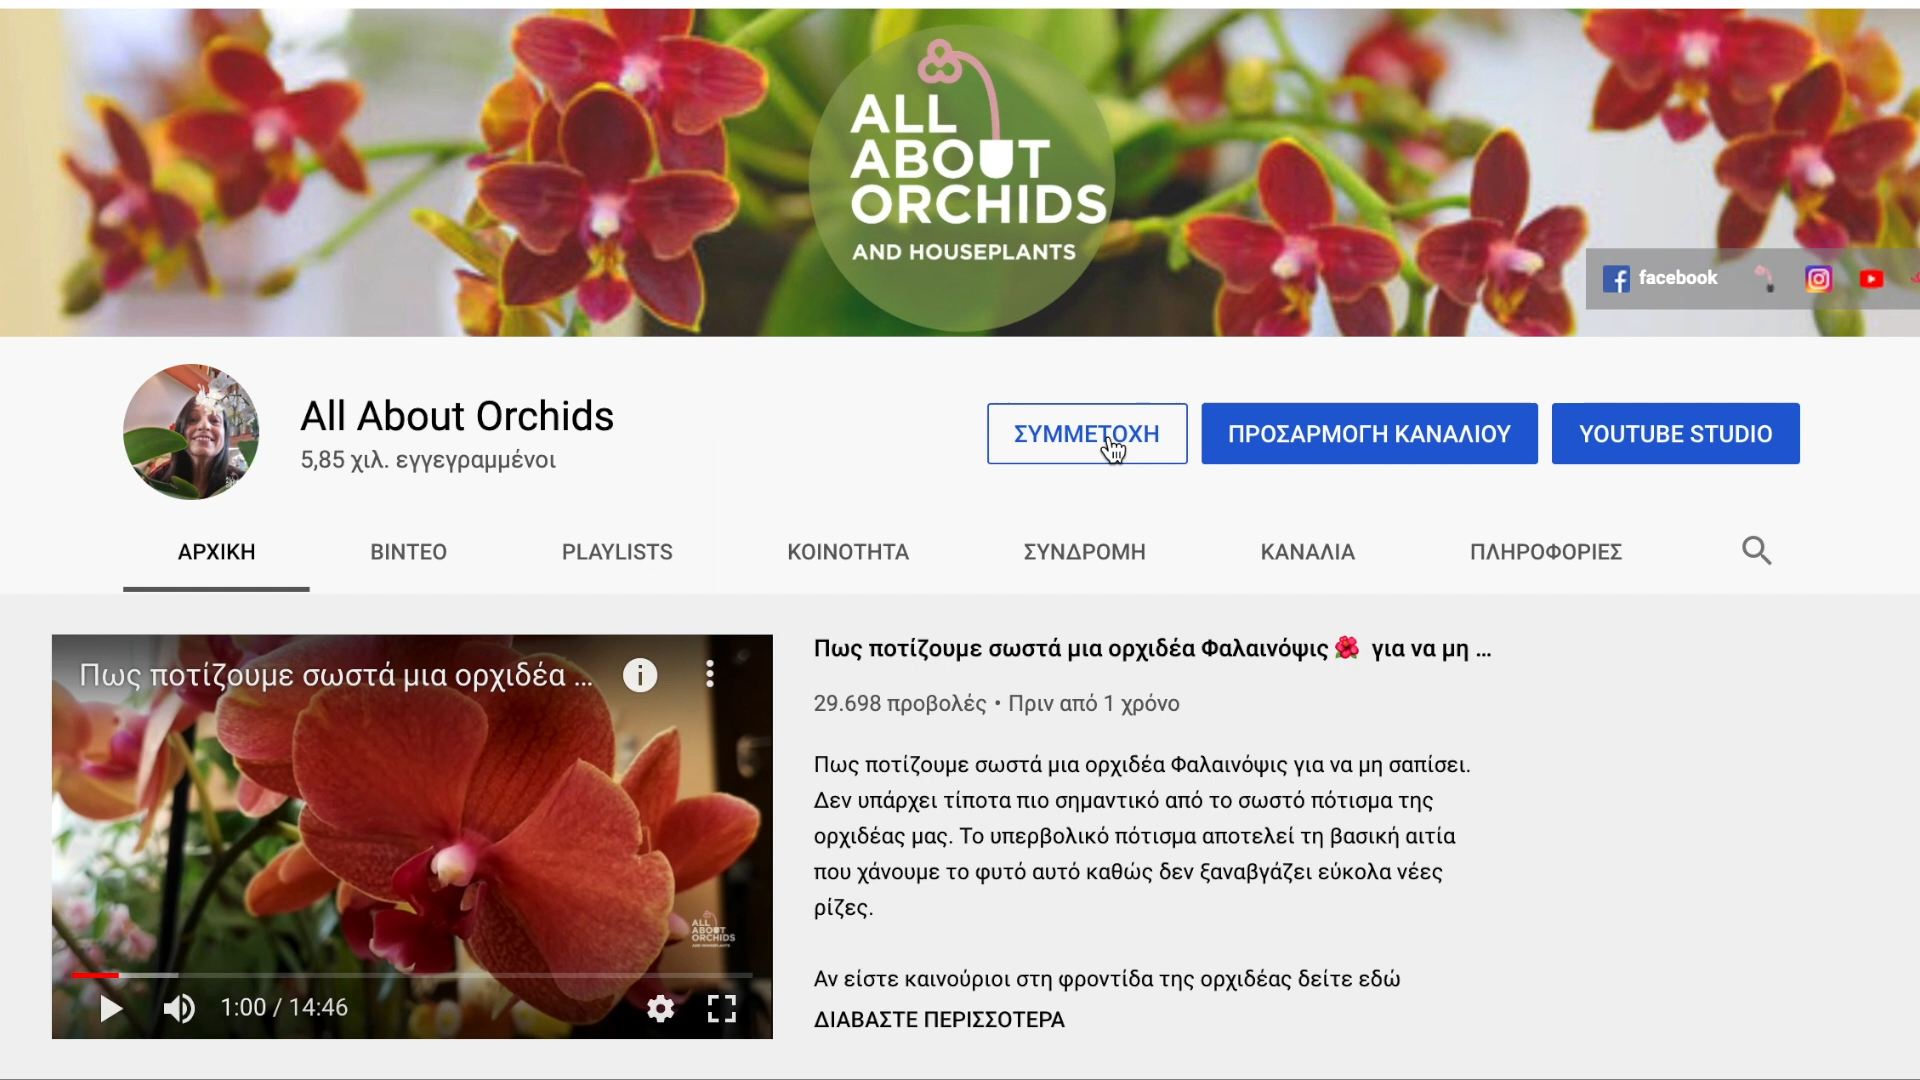 ALL
ABOUT
ORCHIDS
AND HOUSEPLANTS
facebook
All About Orchids
5,85 χιλ. εγγεγραμμένοι
ΣΥΜΜΕΤΟΧΗ
ΠΡΟΣΑΡΜΟΓΗ ΚΑΝΑΛΙΟΥ
YOUTUBE STUDIO
ΑΡΧΙΚΗ
ΒΙΝΤΕΟ
PLAYLISTS
ΚΟΙΝΟΤΗΤΑ
ΣΥΝΔΡΟΜΗ
ΚΑΝΑΛΙΑ
ΠΛΗΡΟΦΟΡΙΕΣ
Πως ποτίζουμε σωστά μια ορχιδέα ...
ALL
ABOUT
ORCHIDS
AND HOUSEPLANTS
1:00 / 14:46
Πως ποτίζουμε σωστά μια ορχιδέα Φαλαινόψις🌺 για να μη ...
29.698 προβολές • Πριν από 1 χρόνο
Πως ποτίζουμε σωστά μια ορχιδέα Φαλαινόψις για να μη σαπίσει.
Δεν υπάρχει τίποτα πιο σημαντικό από το σωστό πότισμα της
ορχιδέας μας. Το υπερβολικό πότισμα αποτελεί τη βασική αιτία
που χάνουμε το φυτό αυτό καθώς δεν ξαναβγάζει εύκολα νέες
ρίζες.
Αν είστε καινούριοι στη φροντίδα της ορχιδέας δείτε εδώ
ΔΙΑΒΑΣΤΕ ΠΕΡΙΣΣΟΤΕΡΑ